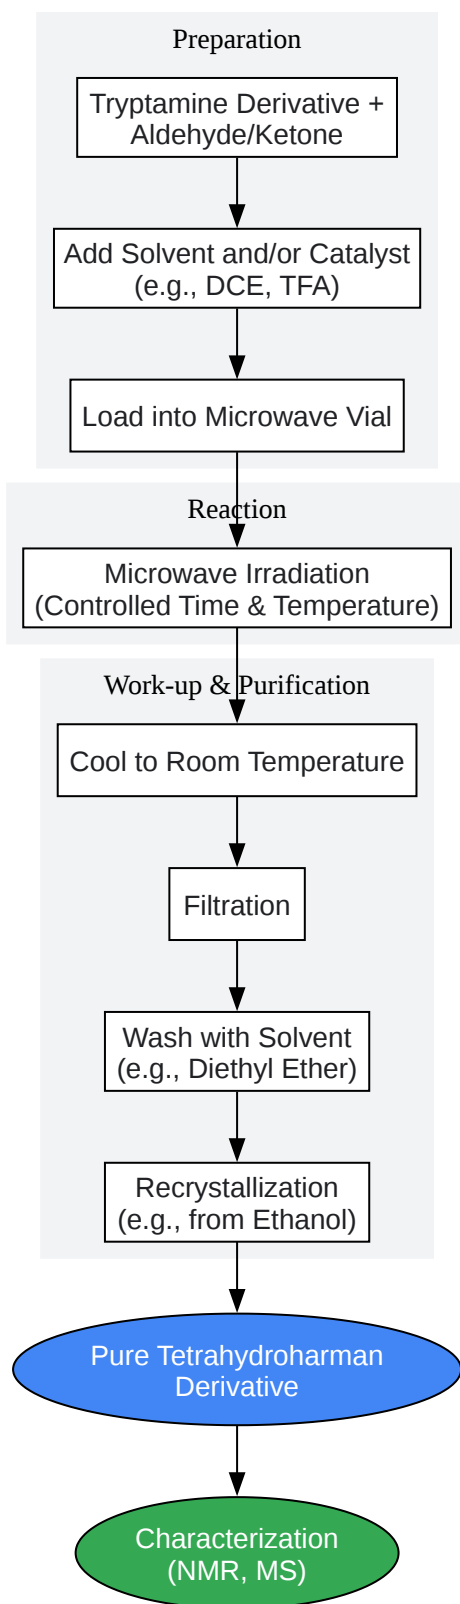 Preparation
Tryptamine Derivative +
Aldehyde/Ketone
Add Solvent and/or Catalyst
(e.g., DCE, TFA)
Load into Microwave Vial
Reaction
Microwave Irradiation
(Controlled Time & Temperature)
Work-up & Purification
Cool to Room Temperature
Filtration
Wash with Solvent
(e.g., Diethyl Ether)
Recrystallization
(e.g., from Ethanol)
Pure Tetrahydroharman
Derivative
Characterization
(NMR, MS)